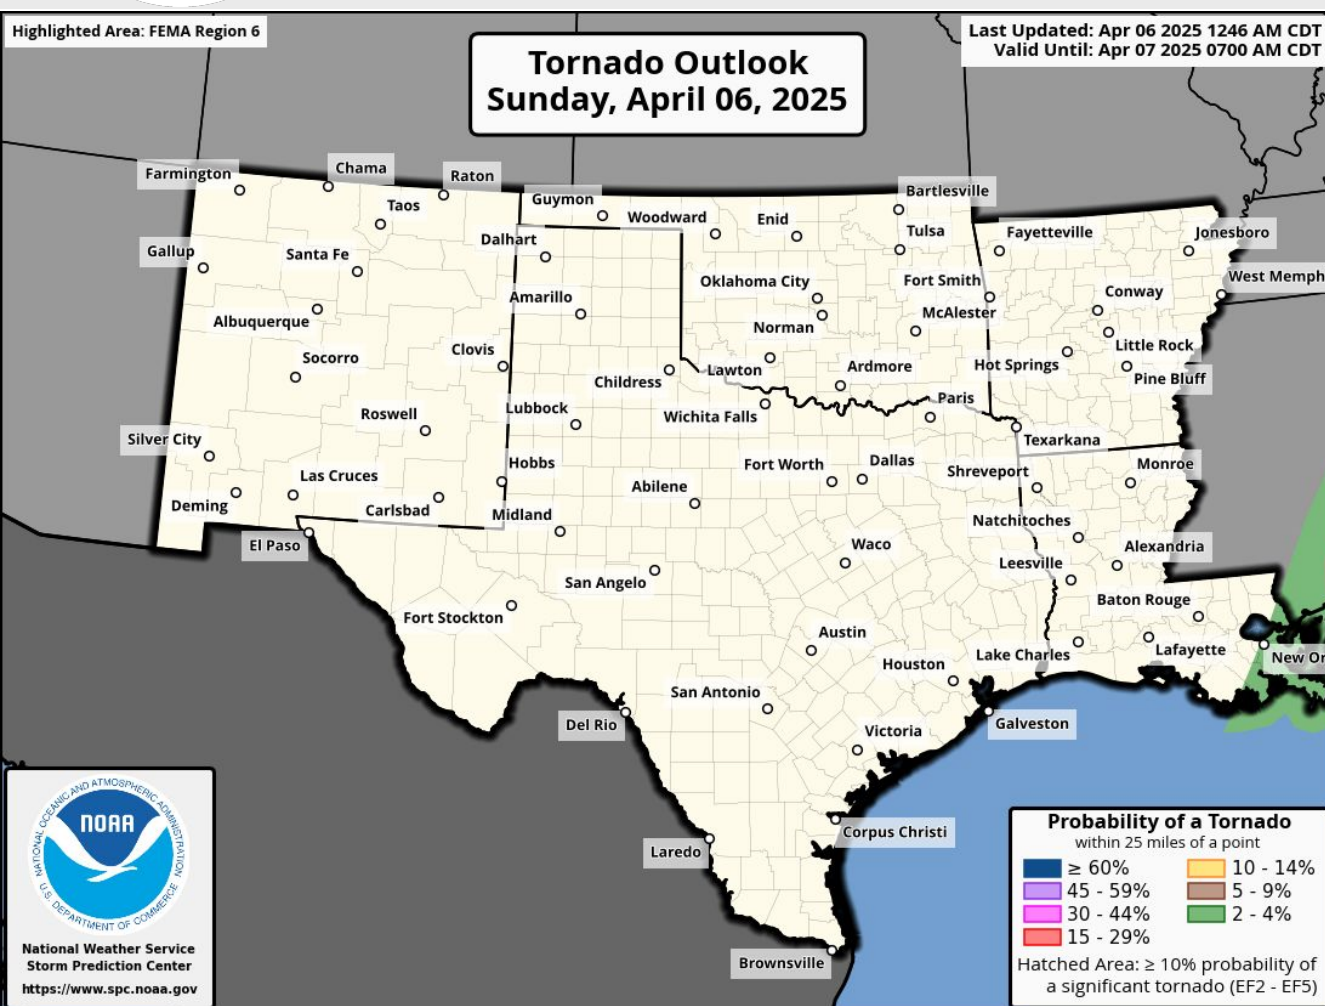 Highlighted Area: FEMA Region 6
Last Updated: Apr 06 2025 1246 AM CDT
Valid Until: Apr 07 2025 0700 AM CDT
Tornado Outlook
Sunday, April 06, 2025
Farmington
Chama
Raton
Taos
Guymon
Woodward
Enid
Bartlesville
Tulsa
Fayetteville
Jonesboro
Gallup
Santa Fe
Dalhart
Oklahoma City
Fort Smith
Conway
West Memph
Albuquerque
Amarillo
Norman
McAlester
Little Rock
Socorro
Clovis
Childress
Lawton
Ardmore
Hot Springs
Pine Bluff
Roswell
Lubbock
Wichita Falls
Paris
Texarkana
Silver City
Las Cruces
Hobbs
Abilene
Fort Worth
Dallas
Shreveport
Monroe
Deming
Carlsbad
Midland
Natchitoches
El Paso
San Angelo
Waco
Leesville
Alexandria
Fort Stockton
Austin
Baton Rouge
Houston
Lake Charles
Lafayette
New Or
Del Rio
San Antonio
Galveston
Victoria
Corpus Christi
Laredo
Brownsville
NATIONAL OCEANIC AND ATMOSPHERIC ADMINISTRATION
NOAA
U.S. DEPARTMENT OF COMMERCE
National Weather Service
Storm Prediction Center
https://www.spc.noaa.gov
Probability of a Tornado
within 25 miles of a point
≥ 60%
45 - 59%
30 - 44%
15 - 29%
10 - 14%
5 - 9%
2 - 4%
Hatched Area: ≥ 10% probability of
a significant tornado (EF2 - EF5)